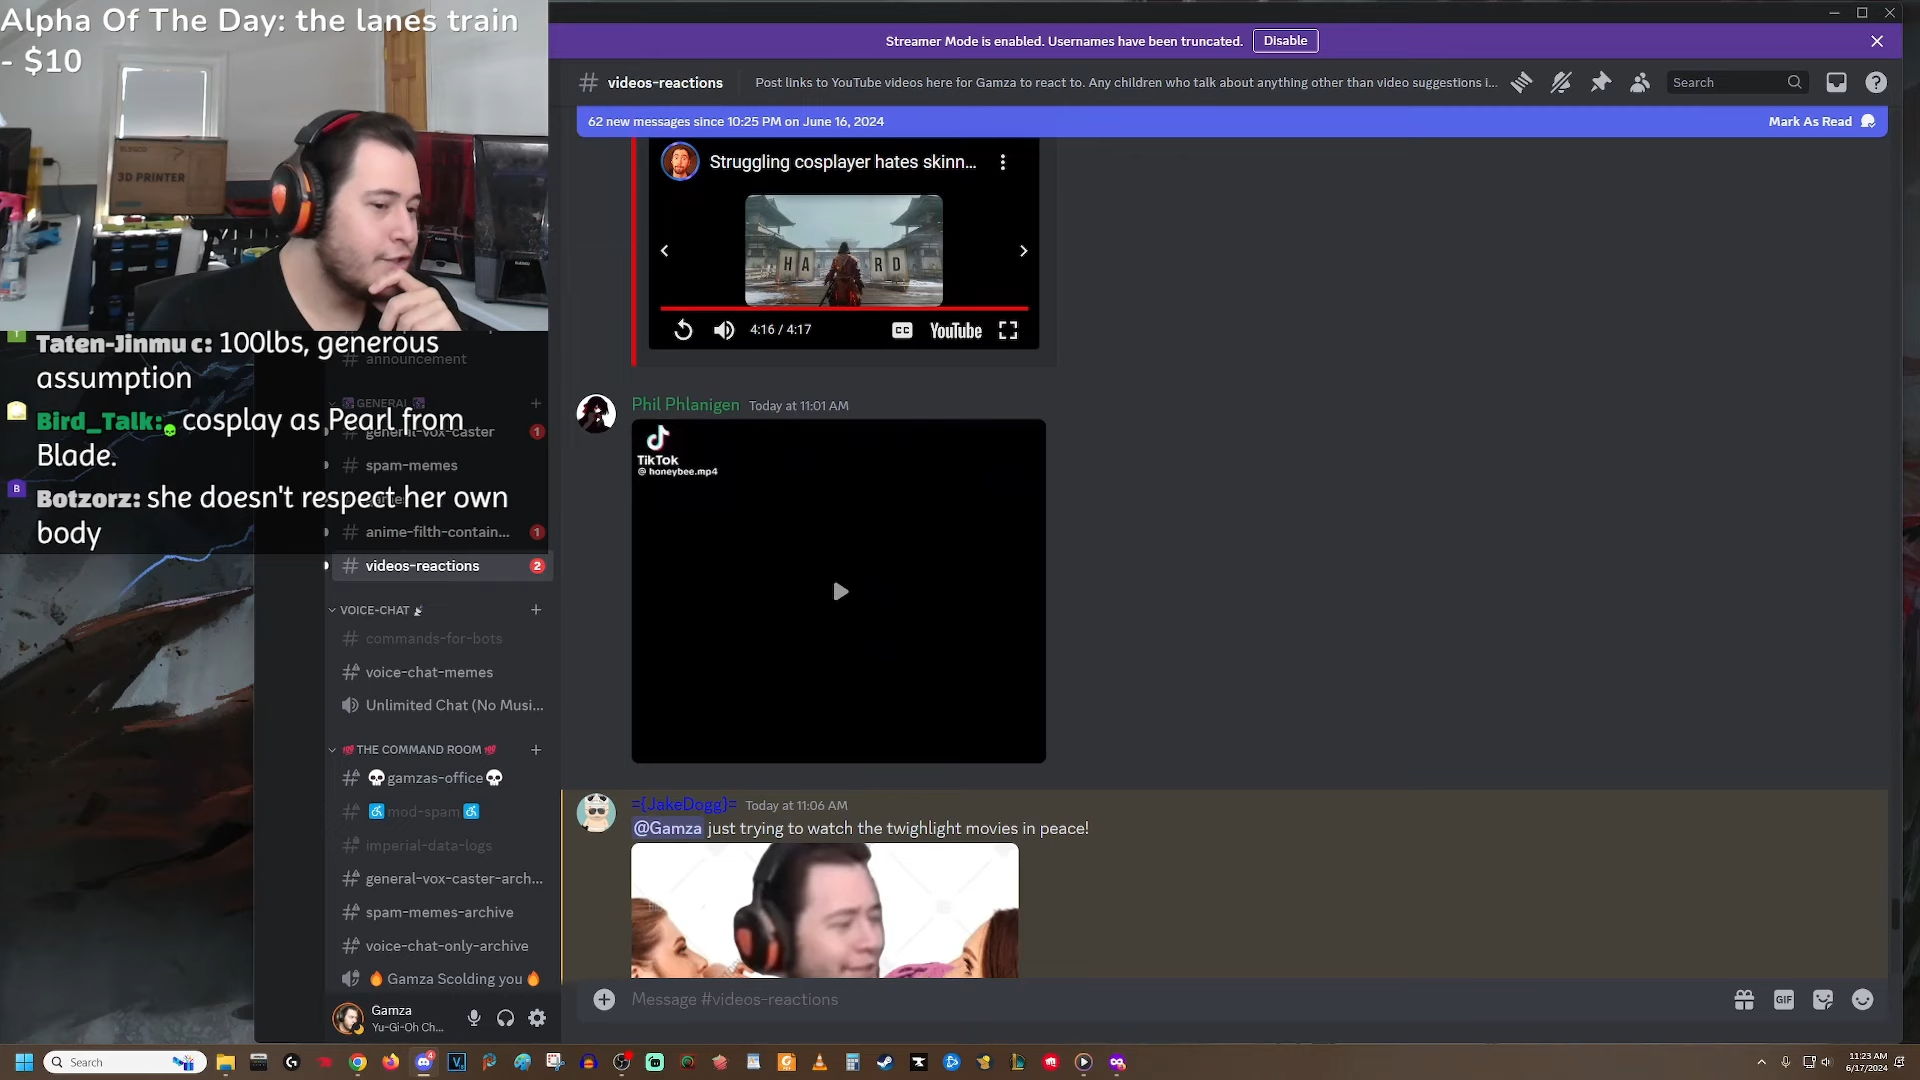 Alpha Of The Day: the lanes train
- $10
3D PRINTER
Taten-Jinmu c: 100lbs, generous
assumption
Bird_Talk: cosplay as Pearl from
Blade.
Botzorz: she doesn't respect her own
body
announcement
GENERAL
general-vox-caster
1
spam-memes
anime-filth-contain...
1
videos-reactions
2
VOICE-CHAT
commands-for-bots
voice-chat-memes
Unlimited Chat (No Musi...
THE COMMAND ROOM
gamzas-office
mod-spam
imperial-data-logs
general-vox-caster-arch...
spam-memes-archive
voice-chat-only-archive
Gamza Scolding you
Gamza
Yu-Gi-Oh Ch...
Streamer Mode is enabled. Usernames have been truncated.
Disable
videos-reactions
Post links to YouTube videos here for Gamza to react to. Any children who talk about anything other than video suggestions i...
Search
62 new messages since 10:25 PM on June 16, 2024
Mark As Read
Struggling cosplayer hates skinn...
HA RD
4:16 / 4:17
CC
YouTube
Phil Phlanigen Today at 11:01 AM
TikTok
@ honeybee.mp4
={JakeDogg}= Today at 11:06 AM
@Gamza just trying to watch the twighlight movies in peace!
Message #videos-reactions
GIF
Search
11:23 AM
6/17/2024